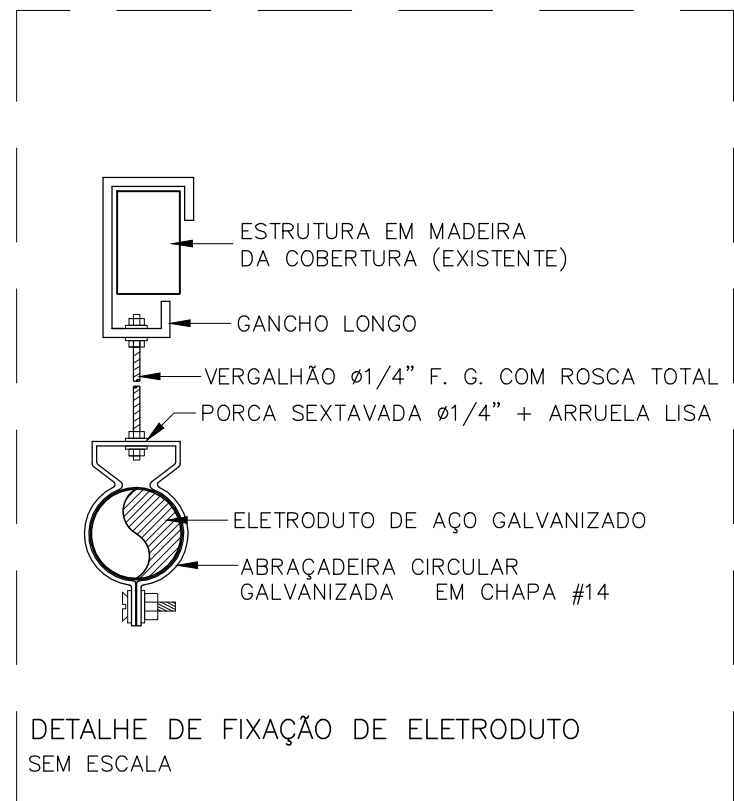 ESTRUTURA EM MADEIRA
DA COBERTURA (EXISTENTE)
GANCHO LONGO
VERGALHÃO ø1/4" F. G. COM ROSCA TOTAL
PORCA SEXTAVADA ø1/4" + ARRUELA LISA
ELETRODUTO DE AÇO GALVANIZADO
ABRAÇADEIRA CIRCULAR
GALVANIZADA EM CHAPA #14
DETALHE DE FIXAÇÃO DE ELETRODUTO
SEM ESCALA